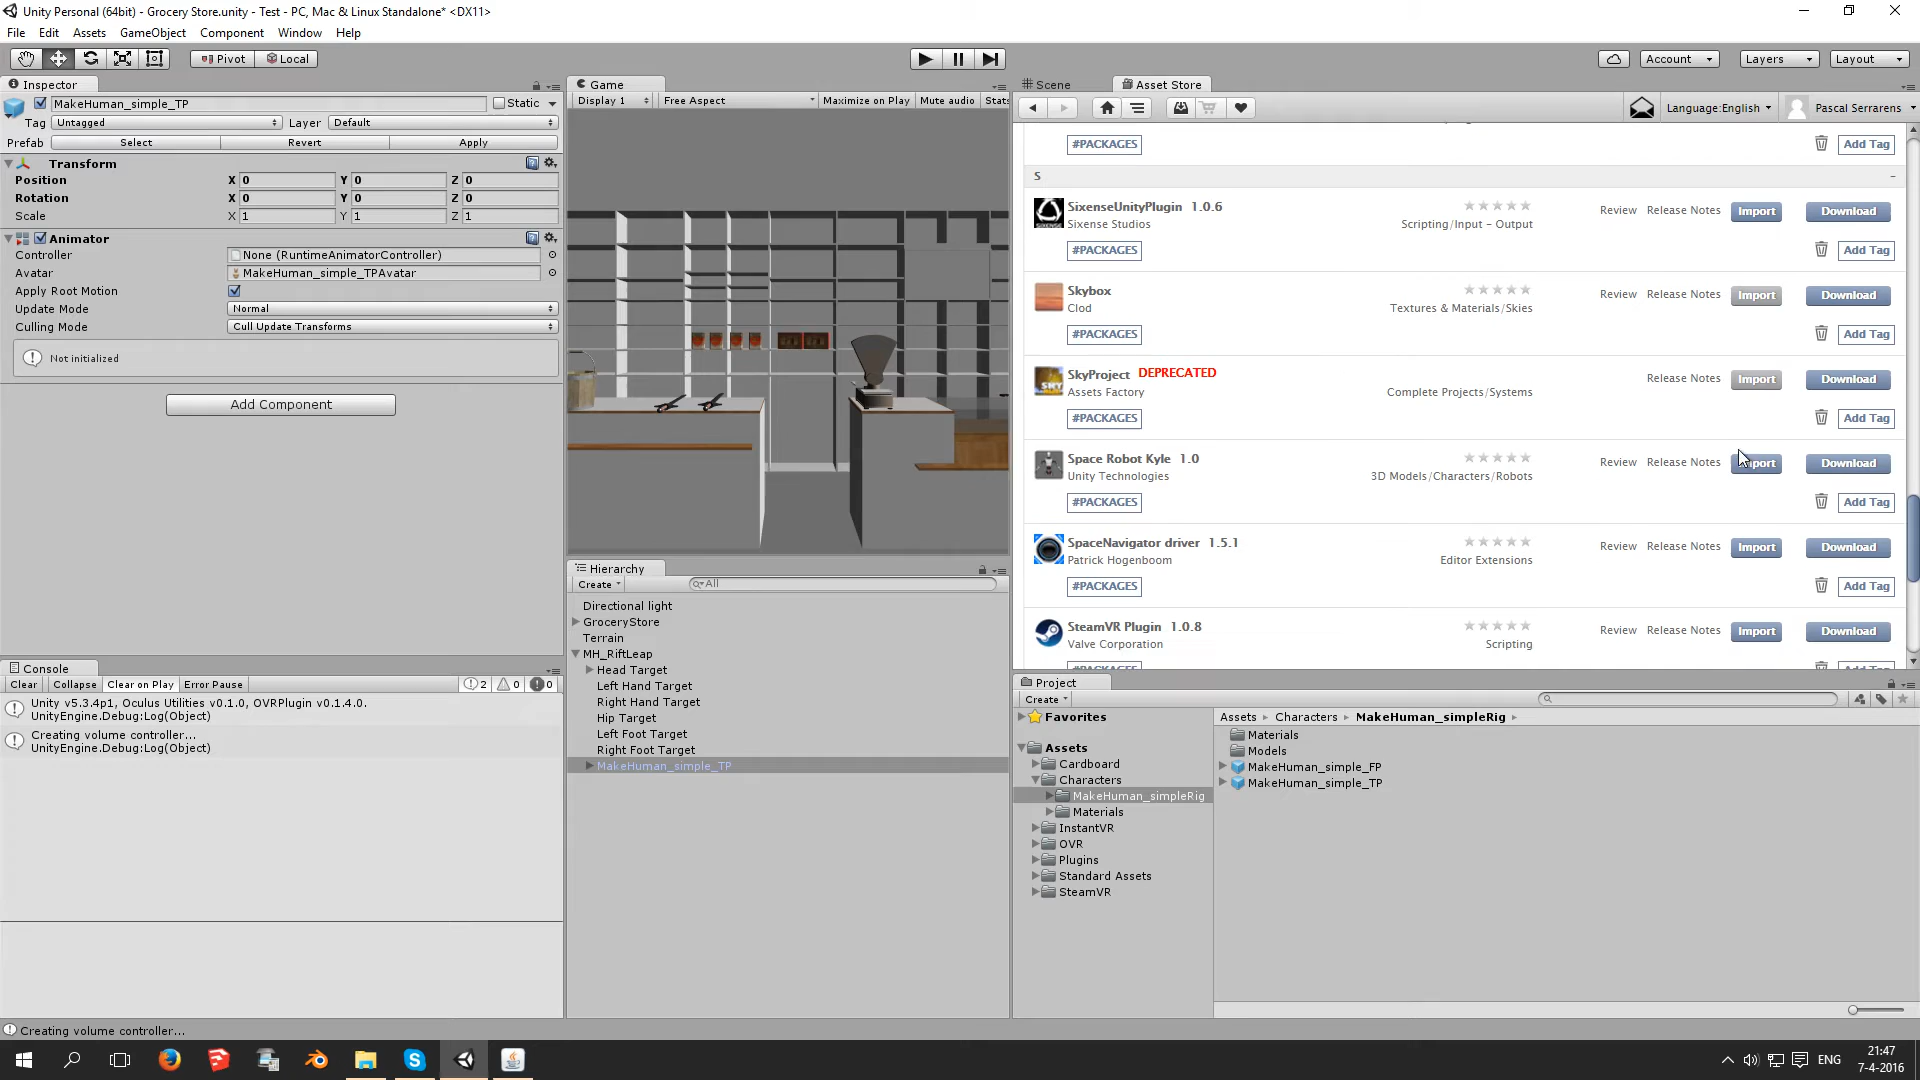 Unity Personal (64bit) - Grocery Store.unity - Test - PC, Mac & Linux Standalone* <DX11>
File Edit Assets GameObject Component Window Help
Pivot Local Account Layers Layout
Inspector
MakeHuman_simple_TP Static
Tag Untagged Layer Default
Prefab Select Revert Apply
Transform
Position X 0 Y 0 Z 0
Rotation X 0 Y 0 Z 0
Scale X 1 Y 1 Z 1
Animator
Controller None (RuntimeAnimatorController)
Avatar MakeHuman_simple_TPAvatar
Apply Root Motion
Update Mode Normal
Culling Mode Cull Update Transforms
Not initialized
Add Component
Console
Clear Collapse Clear on Play Error Pause 2 0 0
Unity v5.3.4p1, Oculus Utilities v0.1.0, OVRPlugin v0.1.4.0.
UnityEngine.Debug:Log(Object)
Creating volume controller...
UnityEngine.Debug:Log(Object)
Creating volume controller...
Game
Display 1 Free Aspect Maximize on Play Mute audio Stats
Hierarchy
Create All
Directional light
GroceryStore
Terrain
MH_RiftLeap
Head Target
Left Hand Target
Right Hand Target
Hip Target
Left Foot Target
Right Foot Target
MakeHuman_simple_TP
Scene Asset Store
Language:English Pascal Serrarens
#PACKAGES Add Tag
S
SixenseUnityPlugin 1.0.6 Review Release Notes Import Download
Sixense Studios Scripting/Input - Output
#PACKAGES Add Tag
Skybox Review Release Notes Import Download
Clod Textures & Materials/Skies
#PACKAGES Add Tag
SKY
SkyProject DEPRECATED Release Notes Import Download
Assets Factory Complete Projects/Systems
#PACKAGES Add Tag
Space Robot Kyle 1.0 Review Release Notes Import Download
Unity Technologies 3D Models/Characters/Robots
#PACKAGES Add Tag
SpaceNavigator driver 1.5.1 Review Release Notes Import Download
Patrick Hogenboom Editor Extensions
#PACKAGES Add Tag
SteamVR Plugin 1.0.8 Review Release Notes Import Download
Valve Corporation Scripting
#PACKAGES Add Tag
Project
Create
Favorites
Assets
Cardboard
Characters
MakeHuman_simpleRig
Materials
InstantVR
OVR
Plugins
Standard Assets
SteamVR
Assets Characters MakeHuman_simpleRig
Materials
Models
MakeHuman_simple_FP
MakeHuman_simple_TP
ENG
21:47
7-4-2016